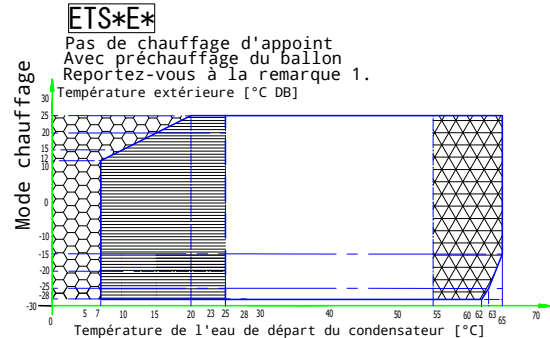 ETS*E*
Pas de chauffage d'appoint
Avec préchauffage du ballon
Reportez-vous à la remarque 1.
Température extérieure [°C DB]
Mode chauffage
30
25
20
15
12
10
0
-10
-15
-20
-25
-28
-30
0 5 7 10 15 20 23 25 28 30 40 50 55 60 62 63 65 70
Température de l'eau de départ du condensateur [°C]